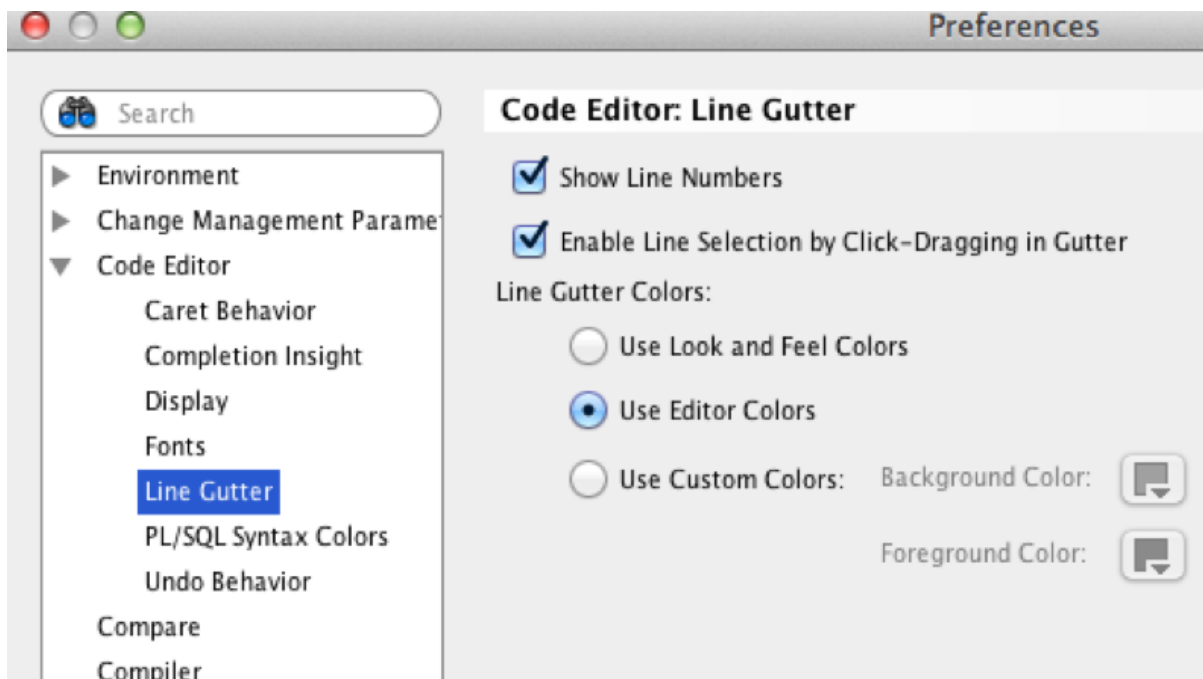 Preferences
Search
Environment
Change Management Parame
Code Editor
Caret Behavior
Completion Insight
Display
Fonts
Line Gutter
PL/SQL Syntax Colors
Undo Behavior
Compare
Compiler
Code Editor: Line Gutter
Show Line Numbers
Enable Line Selection by Click-Dragging in Gutter
Line Gutter Colors:
Use Look and Feel Colors
Use Editor Colors
Use Custom Colors: Background Color:
Foreground Color: